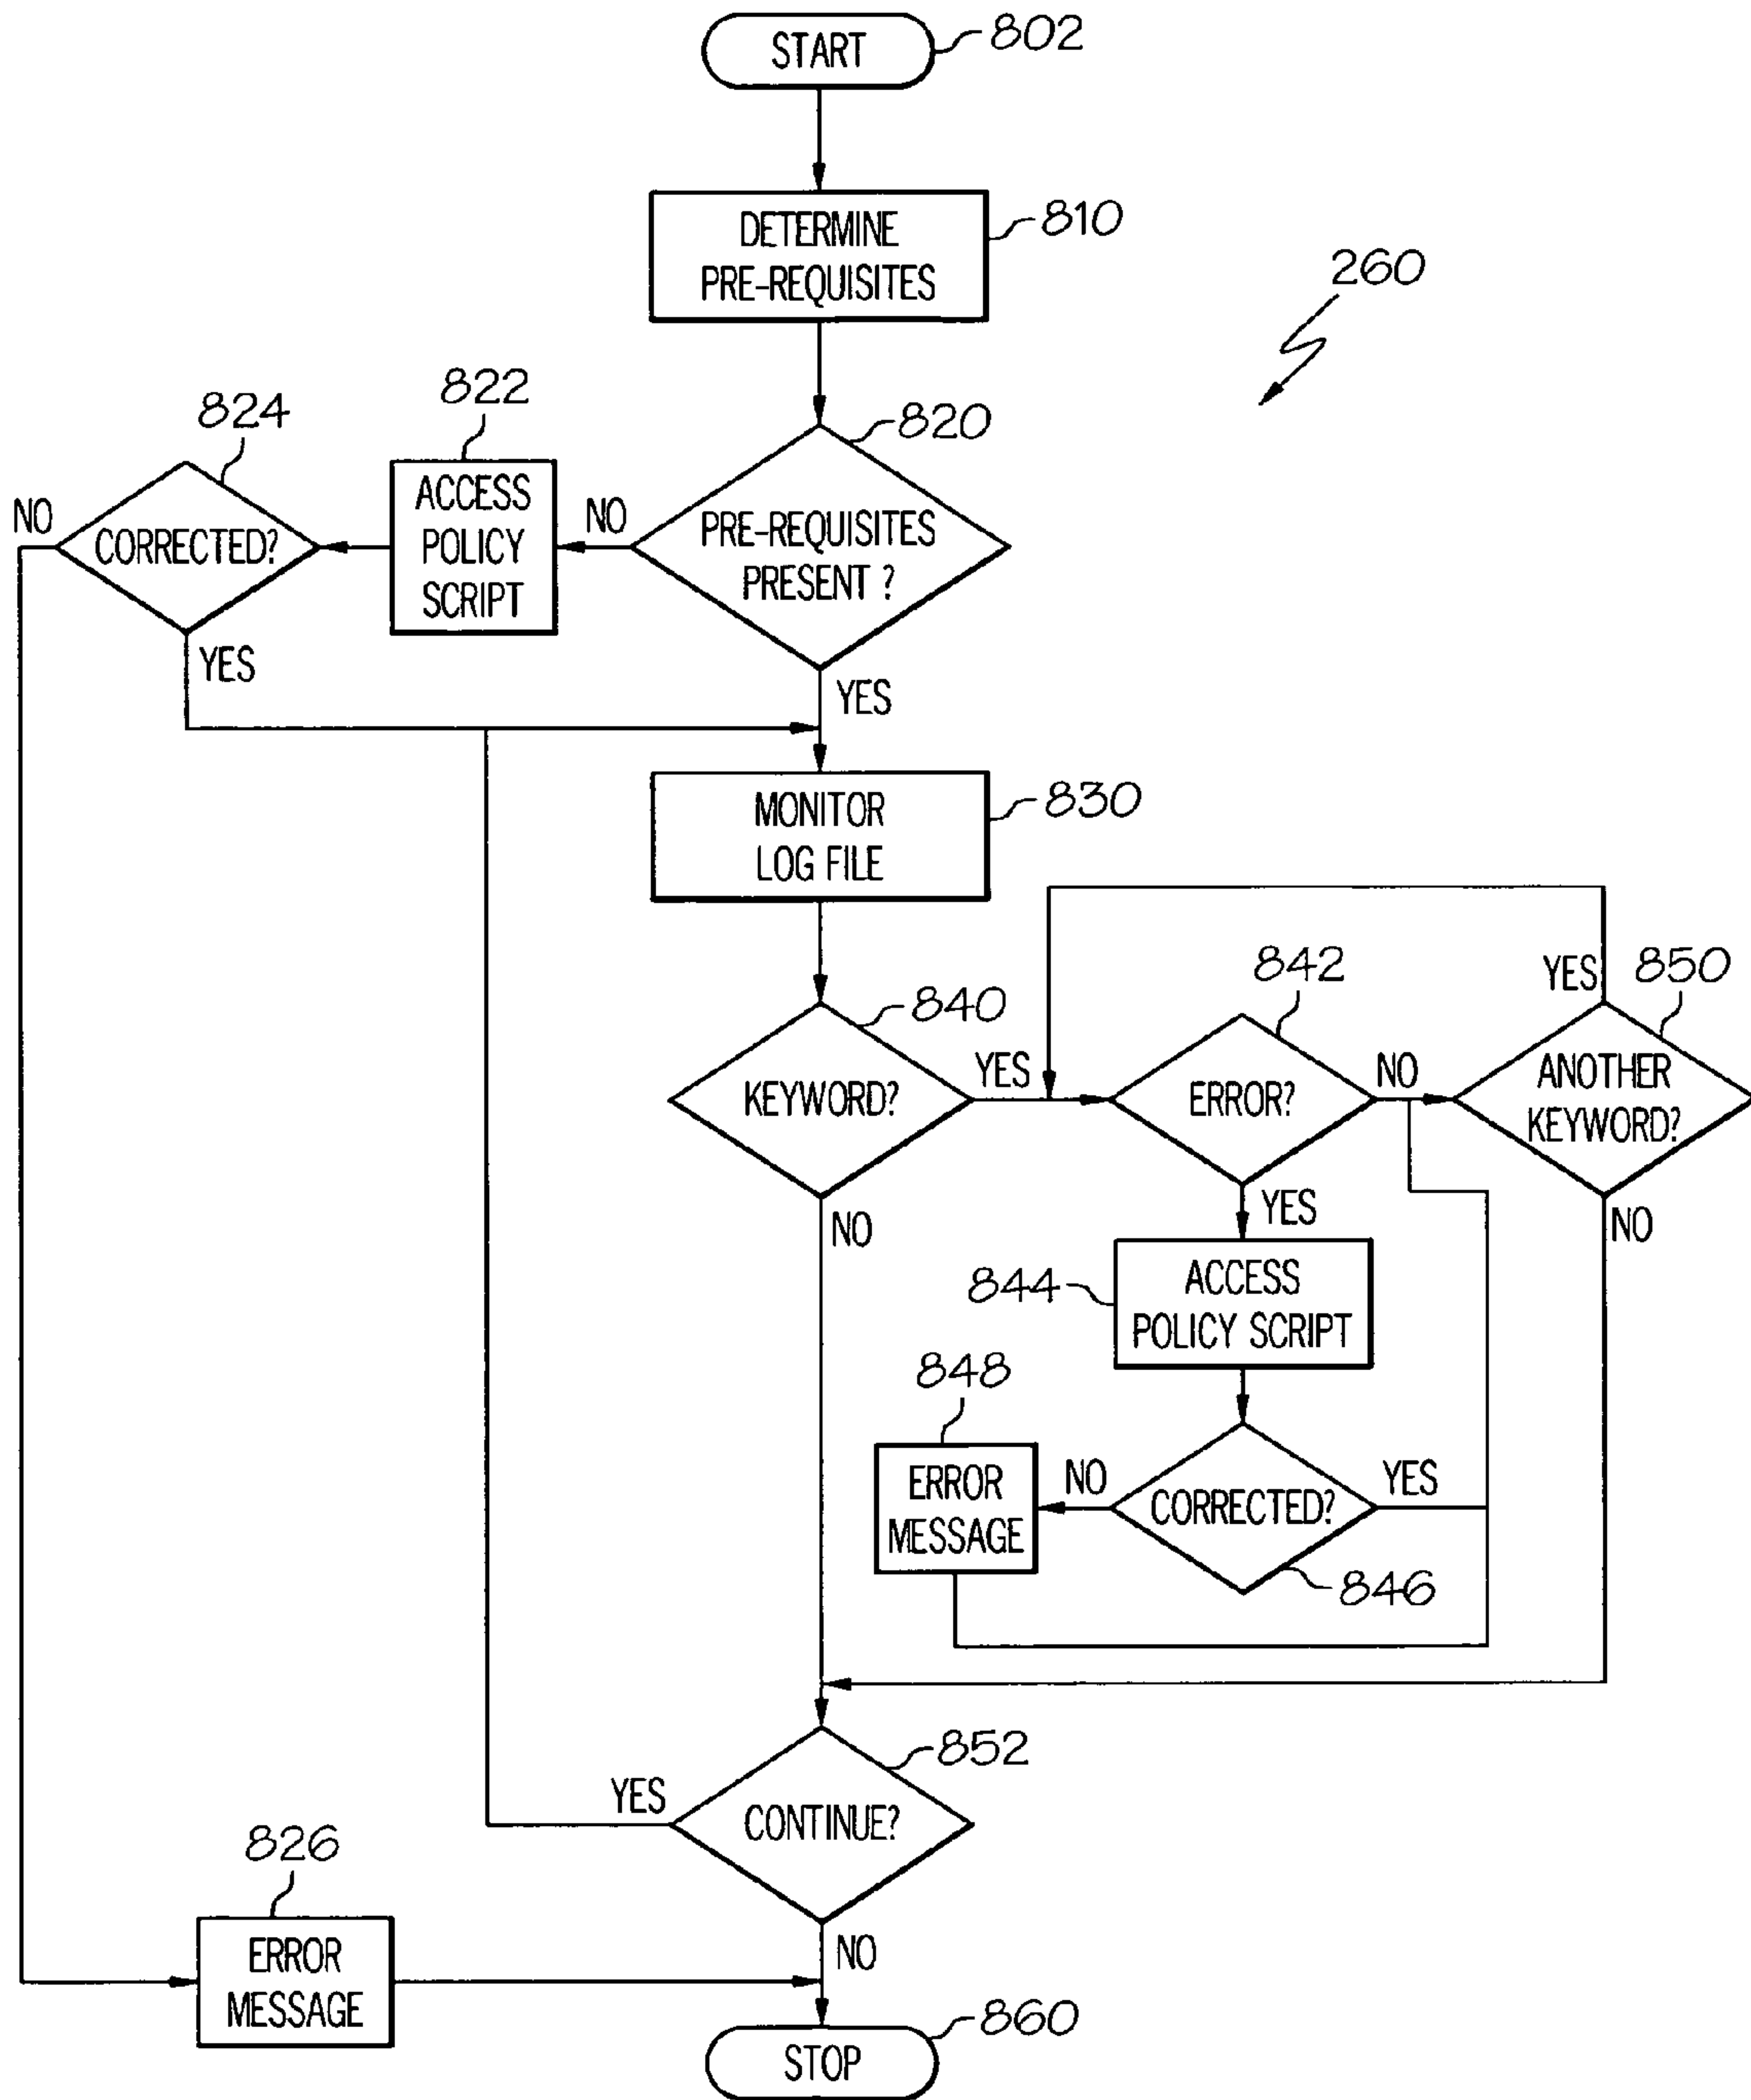 START
802
DETERMINE
PRE-REQUISITES
810
260
820
PRE-REQUISITES
PRESENT ?
NO
YES
822
ACCESS
POLICY
SCRIPT
824
CORRECTED?
NO
YES
MONITOR
LOG FILE
830
840
KEYWORD?
YES
NO
842
ERROR?
NO
YES
850
ANOTHER
KEYWORD?
YES
NO
844
ACCESS
POLICY SCRIPT
848
ERROR
MESSAGE
NO
CORRECTED?
YES
846
852
CONTINUE?
YES
NO
826
ERROR
MESSAGE
STOP
860